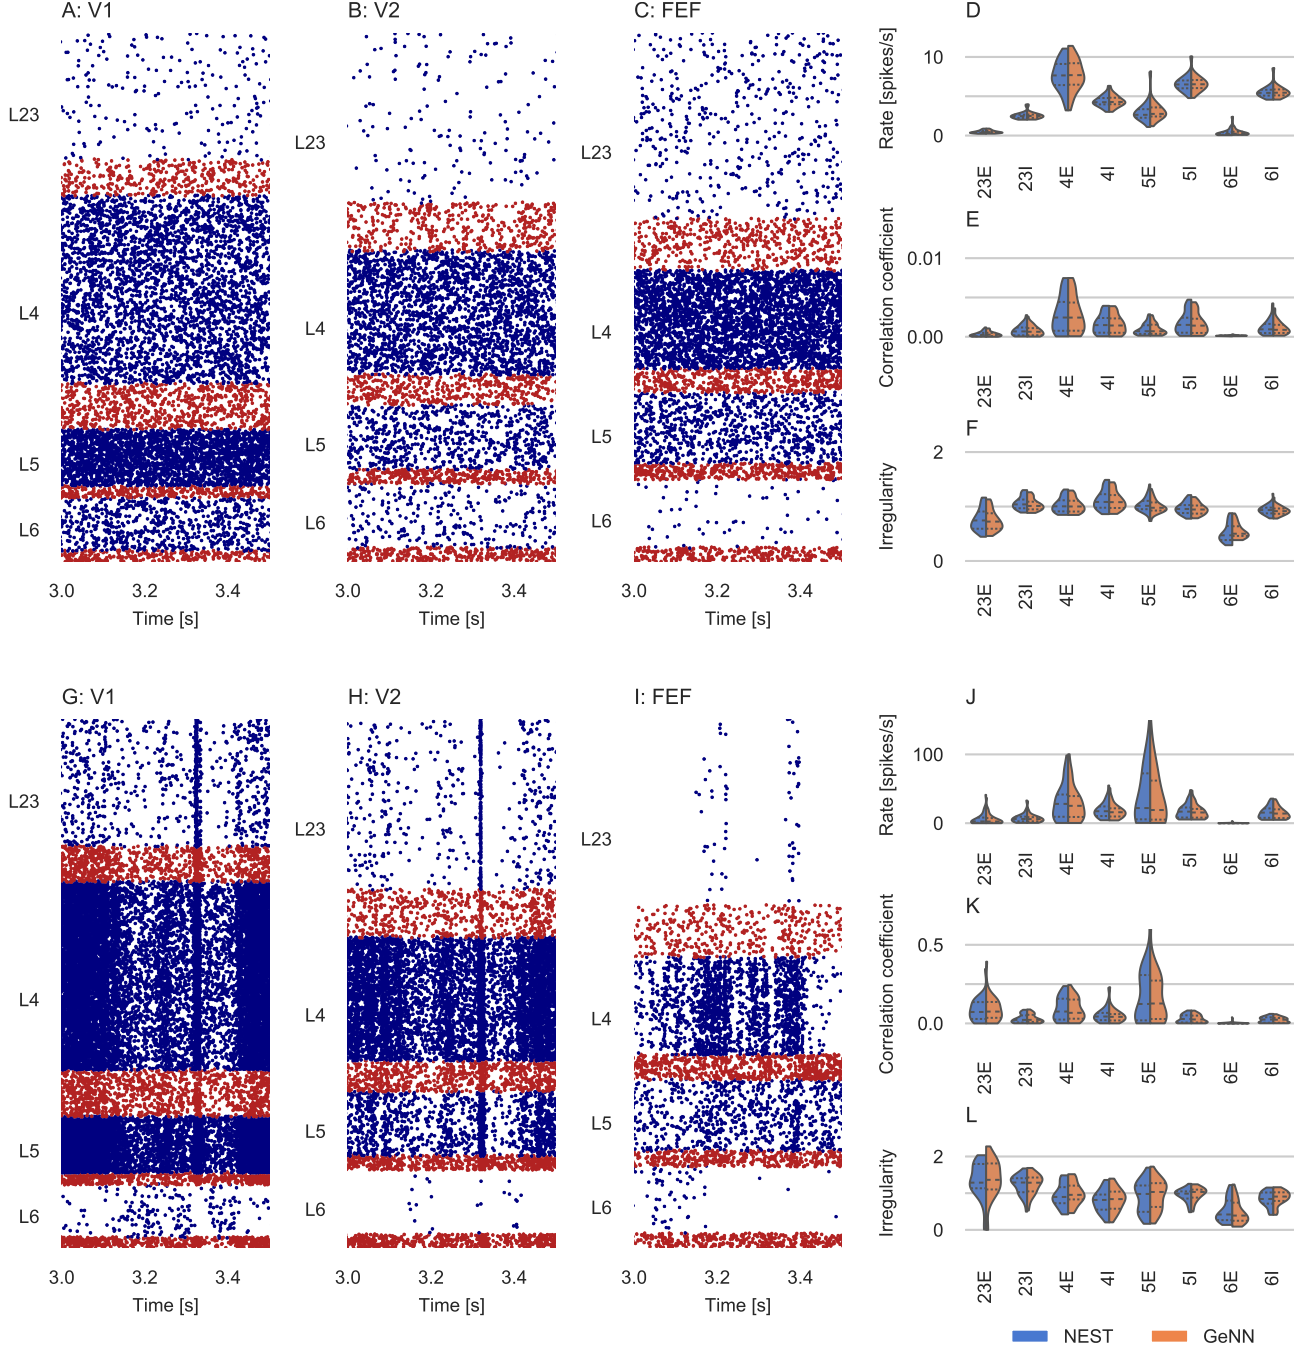 A: V1
B: V2
C: FEF
D
L23
L4
L5
L6
3.0 3.2 3.4
Time [s]
L23
L4
L5
L6
3.0 3.2 3.4
Time [s]
L23
L4
L5
L6
3.0 3.2 3.4
Time [s]
Rate [spikes/s]
10
0
23E 23I 4E 4I 5E 5I 6E 6I
E
Correlation coefficient
0.01
0.00
23E 23I 4E 4I 5E 5I 6E 6I
F
Irregularity
2
0
23E 23I 4E 4I 5E 5I 6E 6I
G: V1
H: V2
I: FEF
J
L23
L4
L5
L6
3.0 3.2 3.4
Time [s]
L23
L4
L5
L6
3.0 3.2 3.4
Time [s]
L23
L4
L5
L6
3.0 3.2 3.4
Time [s]
Rate [spikes/s]
100
0
23E 23I 4E 4I 5E 5I 6E 6I
K
Correlation coefficient
0.5
0.0
23E 23I 4E 4I 5E 5I 6E 6I
L
Irregularity
2
0
23E 23I 4E 4I 5E 5I 6E 6I
NEST GeNN